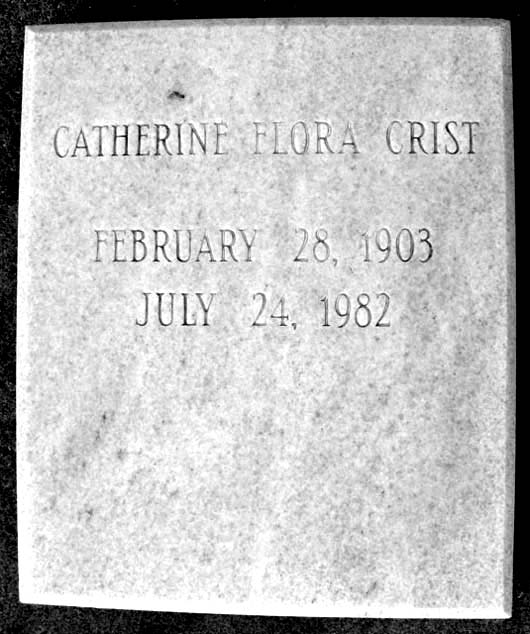 CATHERINE FLORA CRIST
FEBRUARY 28, 1903
JULY 24, 1982